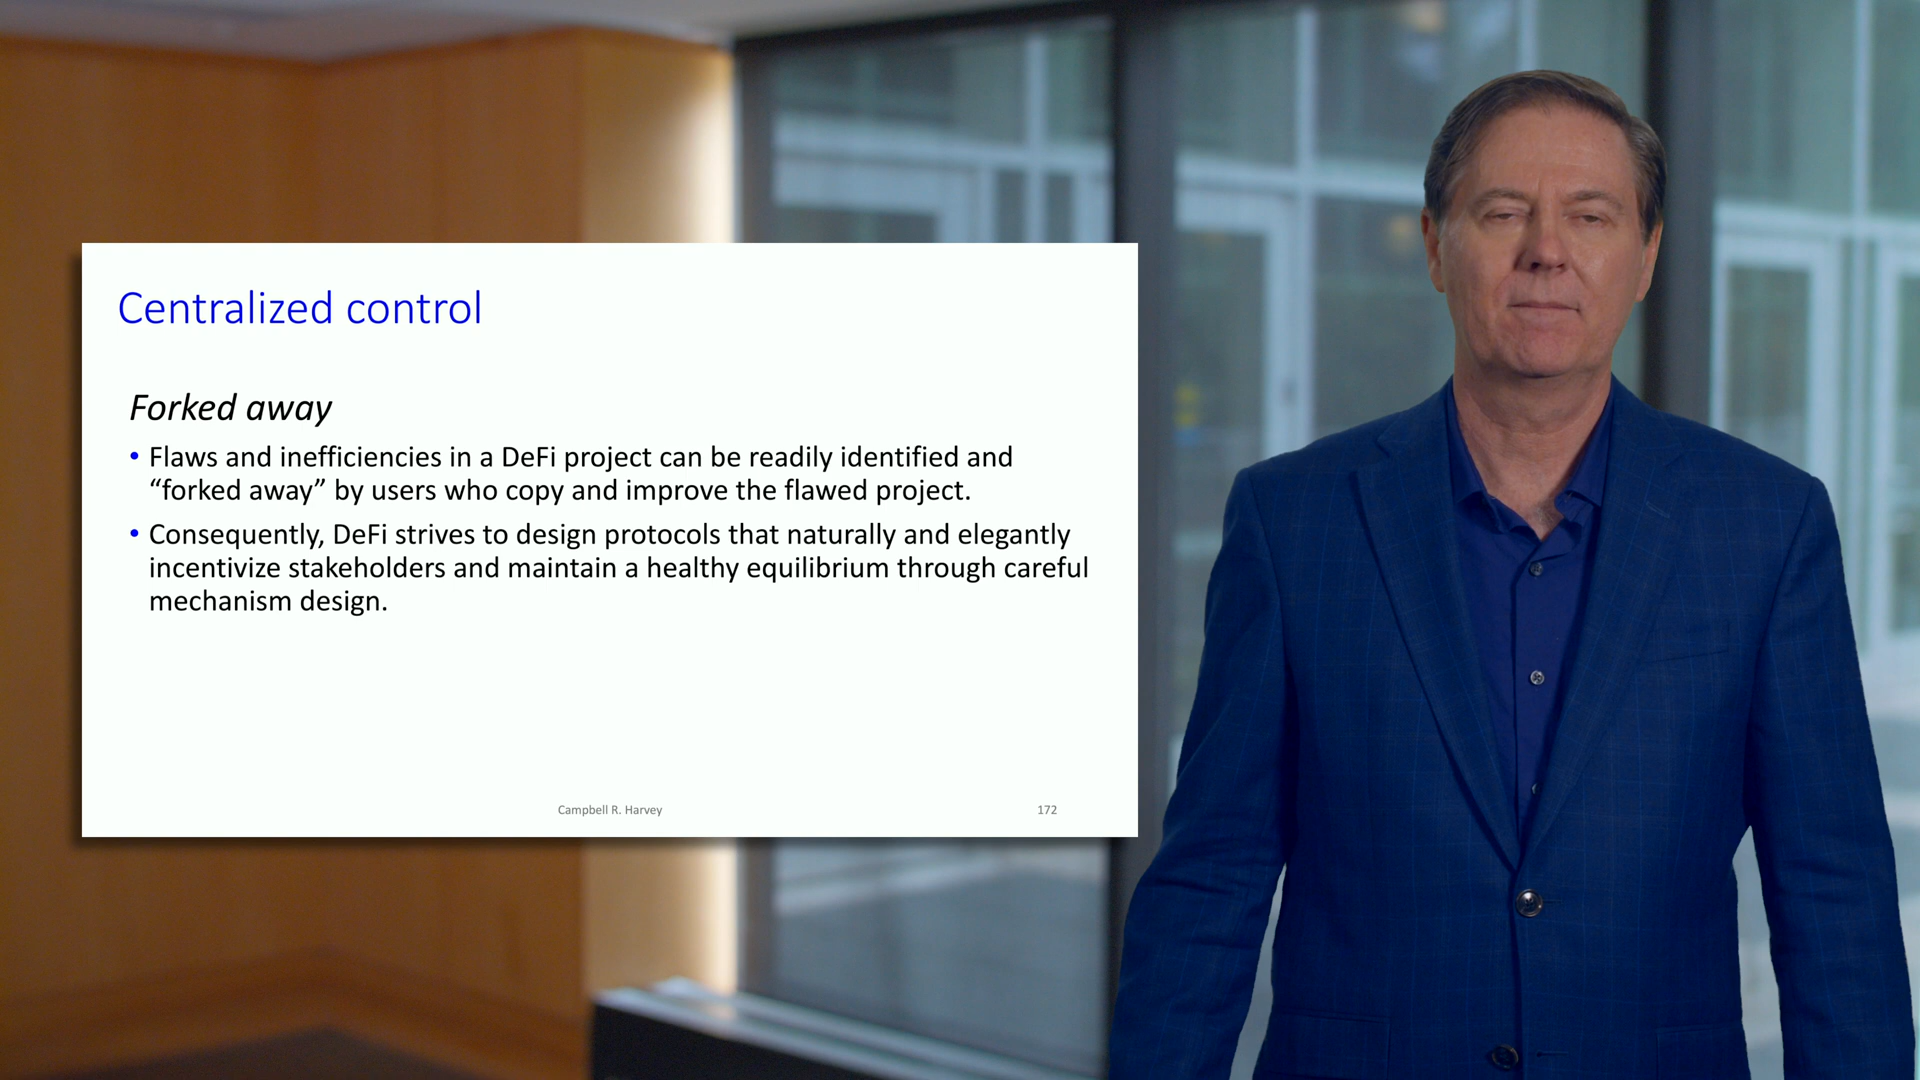 Centralized control
Forked away
• Flaws and inefficiencies in a DeFi project can be readily identified and
“forked away” by users who copy and improve the flawed project.
• Consequently, DeFi strives to design protocols that naturally and elegantly
incentivize stakeholders and maintain a healthy equilibrium through careful
mechanism design.
Campbell R. Harvey
172